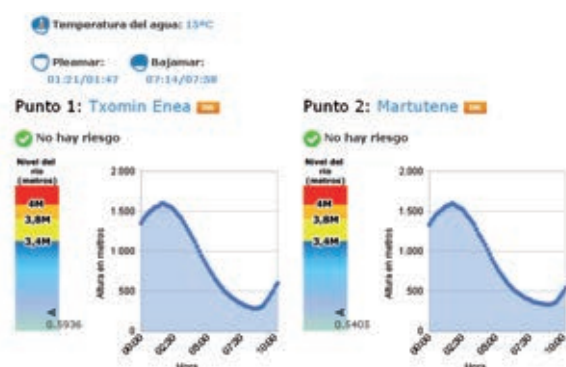 Temperatura del agua: 15ºC
Pleamar:
01:21/01:47
Bajamar:
07:14/07:58
Punto 1: Txomin Enea
No hay riesgo
Nivel del río (metros)
4M
3,8M
3,4M
0.5936
Altura en metros
2 000
1 500
1 000
500
0
00:00
02:30
05:00
07:30
10:00
Hora
Punto 2: Martutene
No hay riesgo
Nivel del río (metros)
4M
3,8M
3,4M
0.5403
Altura en metros
2 000
1 500
1 000
500
0
00:00
02:30
05:00
07:30
10:00
Hora